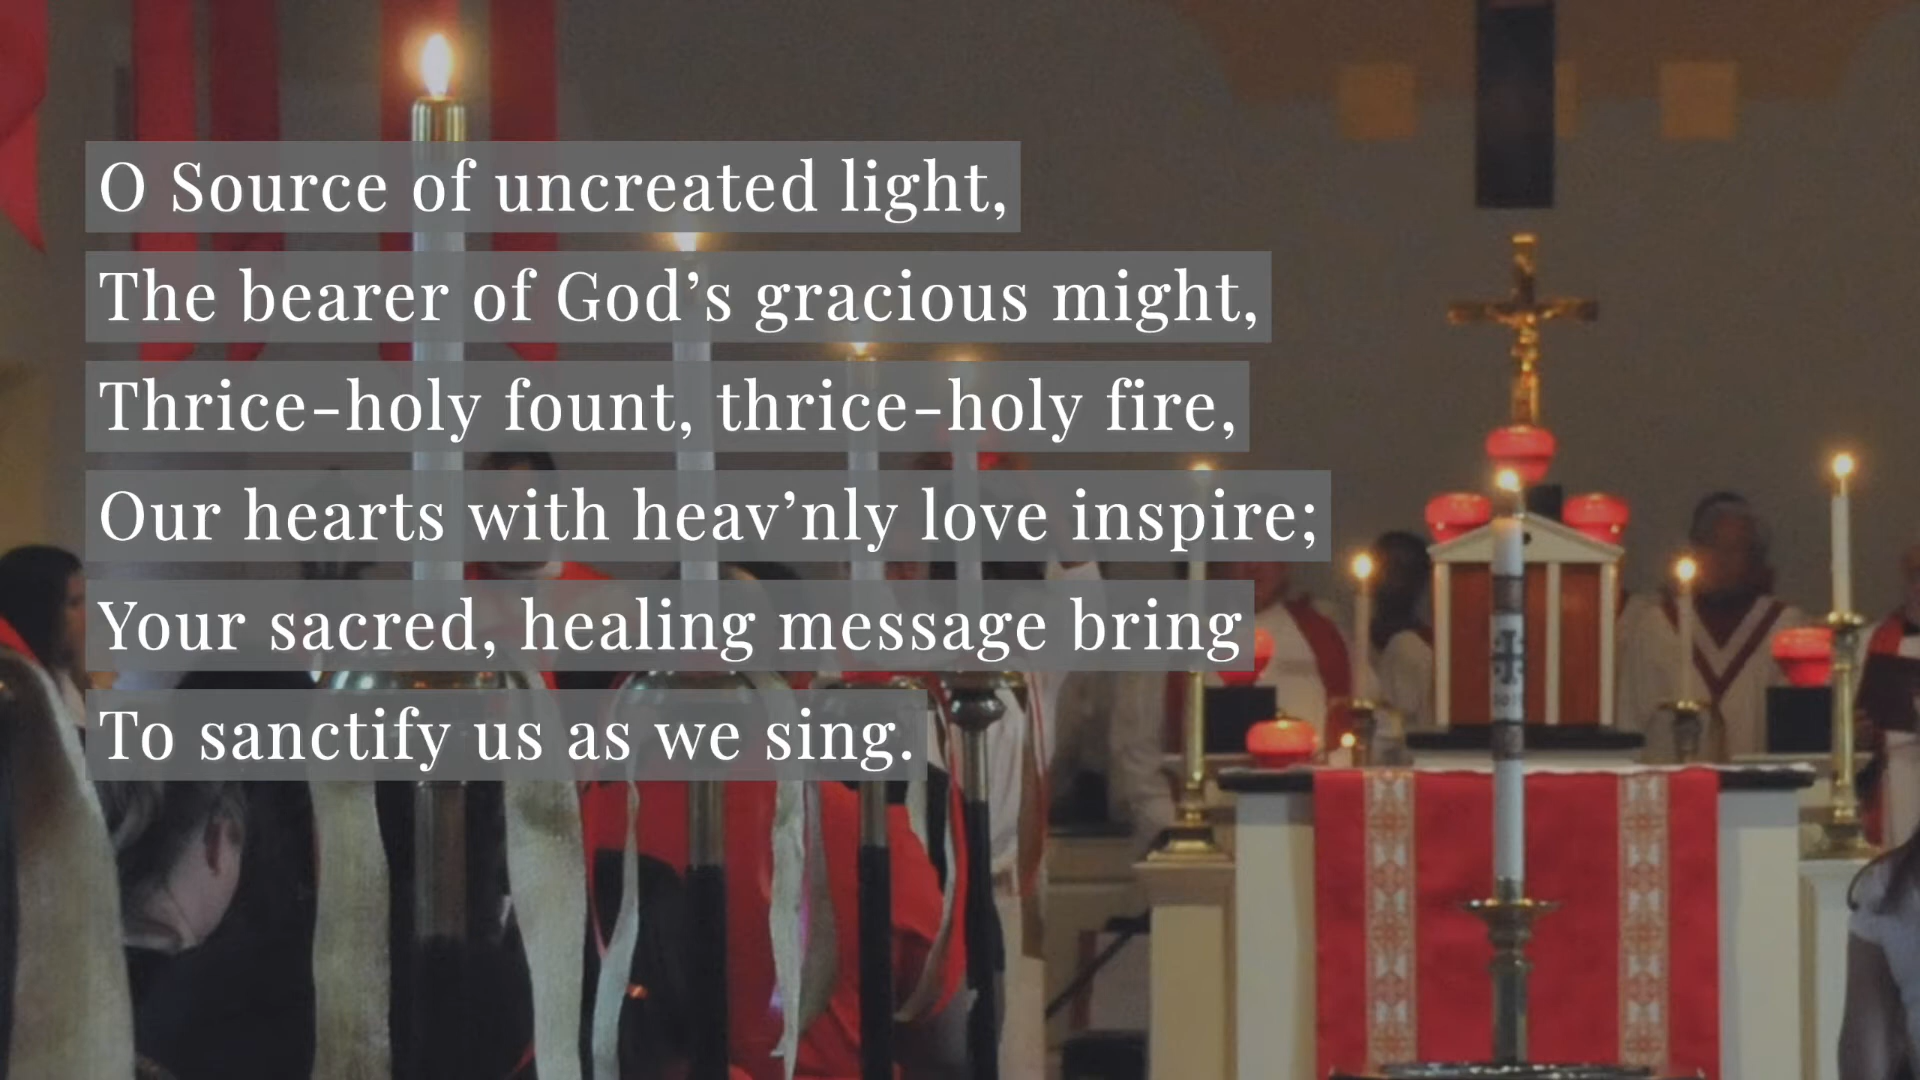 O Source of uncreated light,
The bearer of God’s gracious might,
Thrice-holy fount, thrice-holy fire,
Our hearts with heav’nly love inspire;
Your sacred, healing message bring
To sanctify us as we sing.